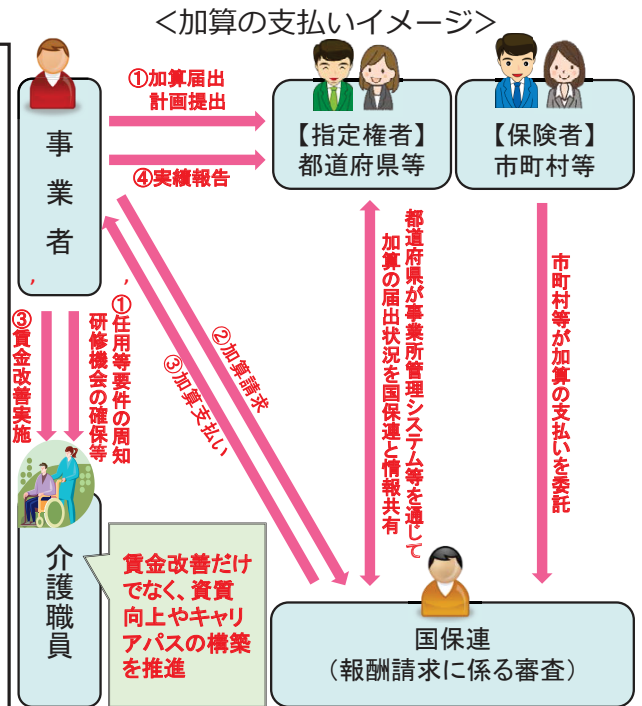 ＜加算の支払いイメージ＞
①加算届出
計画提出
④実績報告
事業者
【指定権者】
都道府県等
【保険者】
市町村等
③賃金改善実施
①任用等要件の周知
研修機会の確保等
②加算請求
③加算支払い
都道府県が事業所管理システム等を通じて
加算の届出状況を国保連と情報共有
市町村等が加算の支払いを委託
介護職員
賃金改善だけ
でなく、資質
向上やキャリ
アパスの構築
を推進
国保連
（報酬請求に係る審査）